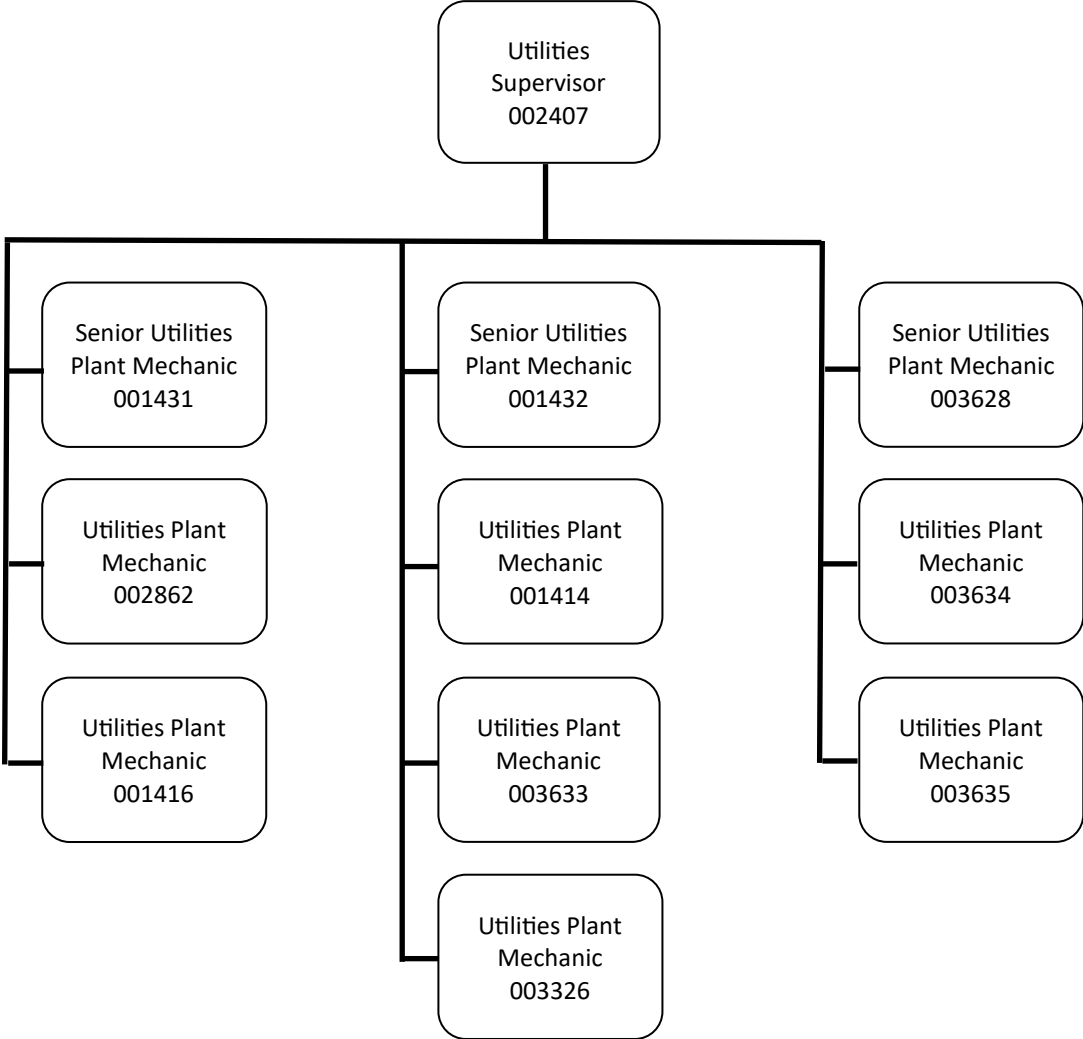 Utilities
Supervisor
002407
Senior Utilities
Plant Mechanic
001431
Senior Utilities
Plant Mechanic
001432
Senior Utilities
Plant Mechanic
003628
Utilities Plant
Mechanic
002862
Utilities Plant
Mechanic
001414
Utilities Plant
Mechanic
003634
Utilities Plant
Mechanic
001416
Utilities Plant
Mechanic
003633
Utilities Plant
Mechanic
003635
Utilities Plant
Mechanic
003326